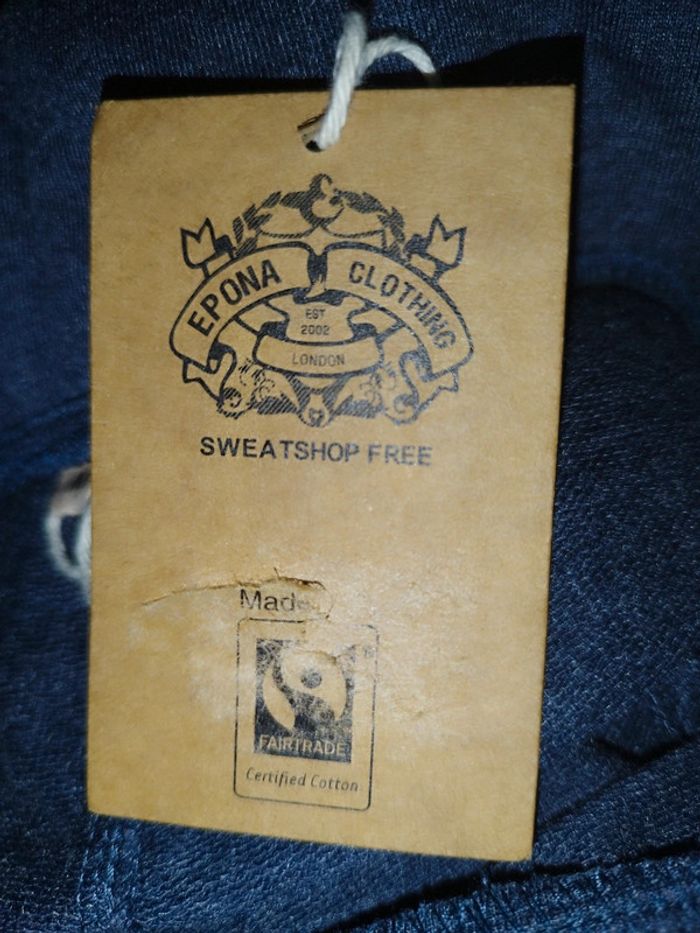 EPONA CLOTHING
EST
2002
LONDON
SWEATSHOP FREE
Made
FAIRTRADE
Certified Cotton